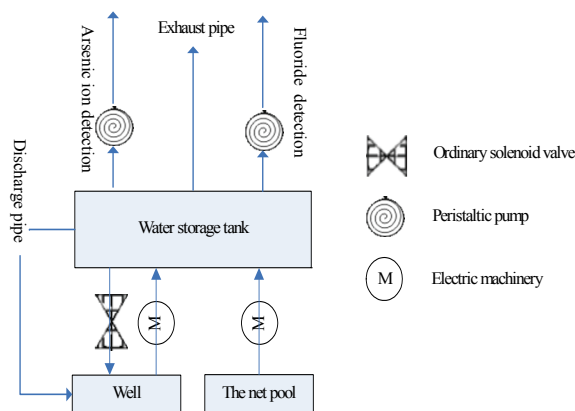 Arsenic ion detection
Exhaust pipe
Fluoride detection
Discharge pipe
Ordinary solenoid valve
Peristaltic pump
M
Electric machinery
Water storage tank
M
M
Well
The net pool